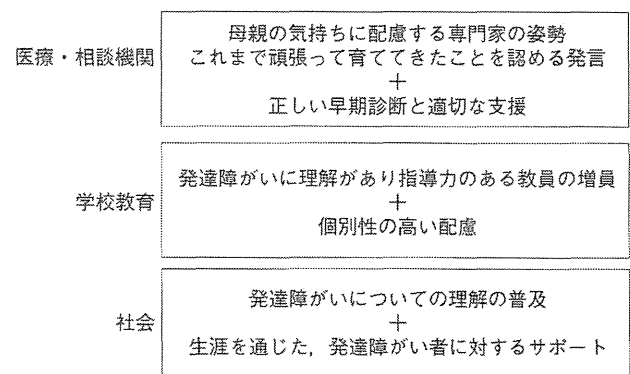 医療・相談機関
母親の気持ちに配慮する専門家の姿勢
これまで頑張って育ててきたことを認める発言
＋
正しい早期診断と適切な支援
学校教育
発達障がいに理解があり指導力のある教員の増員
＋
個別性の高い配慮
社会
発達障がいについての理解の普及
＋
生涯を通じた，発達障がい者に対するサポート